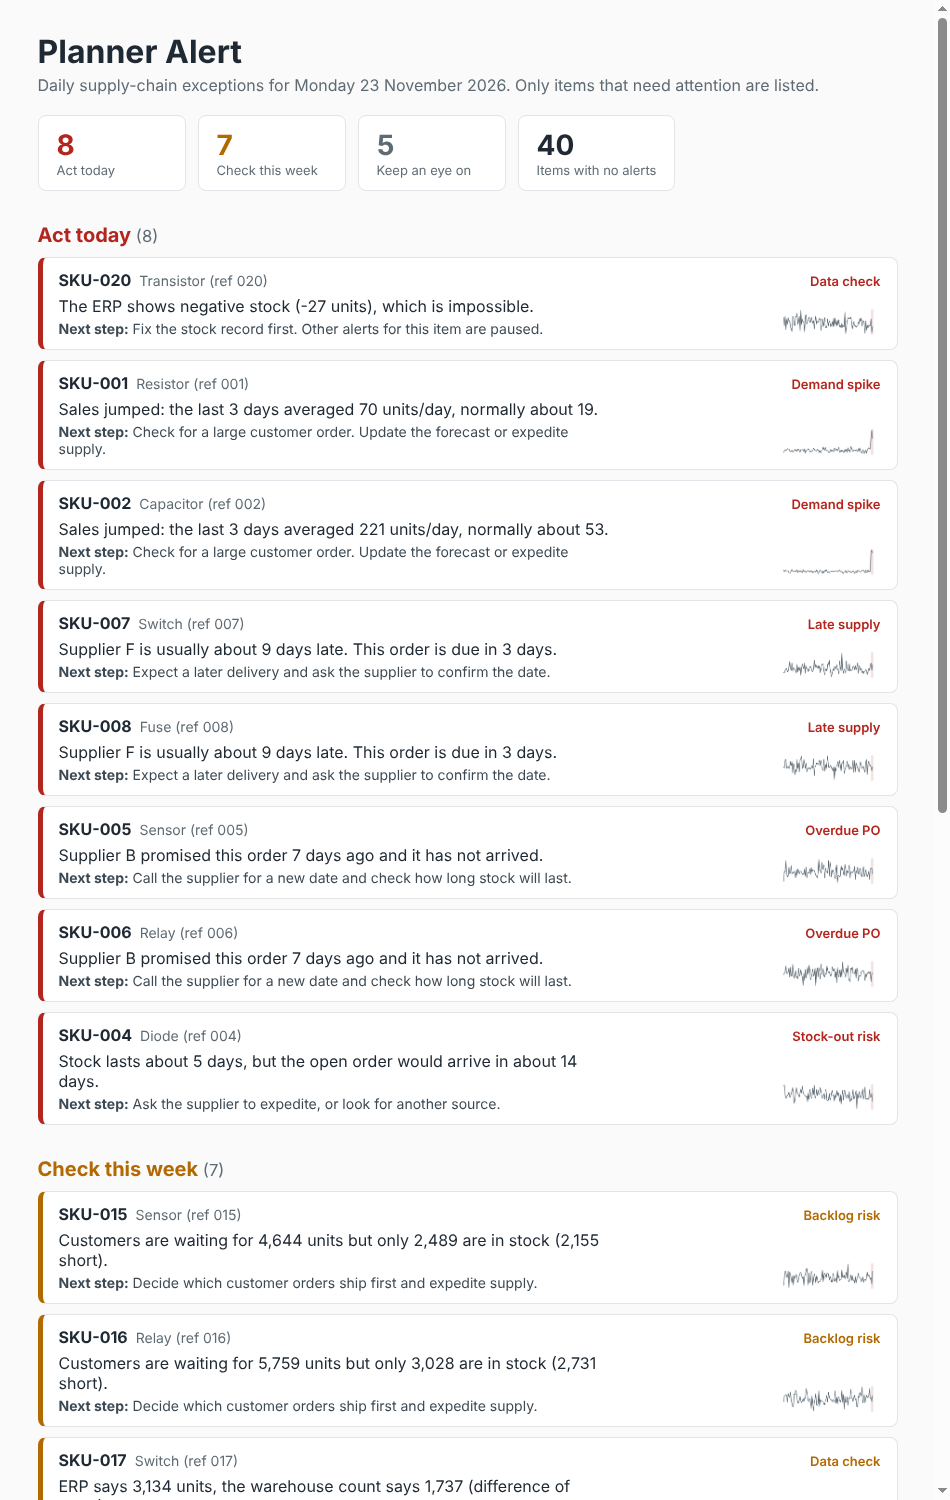 Planner Alert
Daily supply-chain exceptions for Monday 23 November 2026. Only items that need attention are listed.
8
Act today
7
Check this week
5
Keep an eye on
40
Items with no alerts
Act today (8)
SKU-020 Transistor (ref 020)
Data check
The ERP shows negative stock (-27 units), which is impossible.
Next step: Fix the stock record first. Other alerts for this item are paused.
SKU-001 Resistor (ref 001)
Demand spike
Sales jumped: the last 3 days averaged 70 units/day, normally about 19.
Next step: Check for a large customer order. Update the forecast or expedite
supply.
SKU-002 Capacitor (ref 002)
Demand spike
Sales jumped: the last 3 days averaged 221 units/day, normally about 53.
Next step: Check for a large customer order. Update the forecast or expedite
supply.
SKU-007 Switch (ref 007)
Late supply
Supplier F is usually about 9 days late. This order is due in 3 days.
Next step: Expect a later delivery and ask the supplier to confirm the date.
SKU-008 Fuse (ref 008)
Late supply
Supplier F is usually about 9 days late. This order is due in 3 days.
Next step: Expect a later delivery and ask the supplier to confirm the date.
SKU-005 Sensor (ref 005)
Overdue PO
Supplier B promised this order 7 days ago and it has not arrived.
Next step: Call the supplier for a new date and check how long stock will last.
SKU-006 Relay (ref 006)
Overdue PO
Supplier B promised this order 7 days ago and it has not arrived.
Next step: Call the supplier for a new date and check how long stock will last.
SKU-004 Diode (ref 004)
Stock-out risk
Stock lasts about 5 days, but the open order would arrive in about 14
days.
Next step: Ask the supplier to expedite, or look for another source.
Check this week (7)
SKU-015 Sensor (ref 015)
Backlog risk
Customers are waiting for 4,644 units but only 2,489 are in stock (2,155
short).
Next step: Decide which customer orders ship first and expedite supply.
SKU-016 Relay (ref 016)
Backlog risk
Customers are waiting for 5,759 units but only 3,028 are in stock (2,731
short).
Next step: Decide which customer orders ship first and expedite supply.
SKU-017 Switch (ref 017)
Data check
ERP says 3,134 units, the warehouse count says 1,737 (difference of